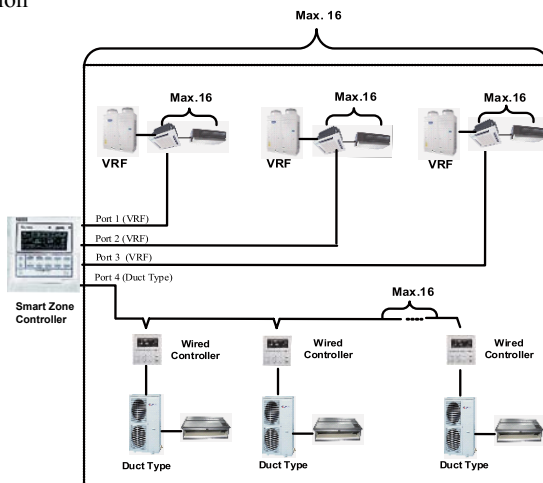 Max. 16
Max.16
Max.16
Max.16
VRF
VRF
VRF
Port 1 (VRF)
Port 2 (VRF)
Port 3 (VRF)
Port 4 (Duct Type)
Smart Zone
Controller
Max.16
Wired
Controller
Wired
Controller
Wired
Controller
Duct Type
Duct Type
Duct Type